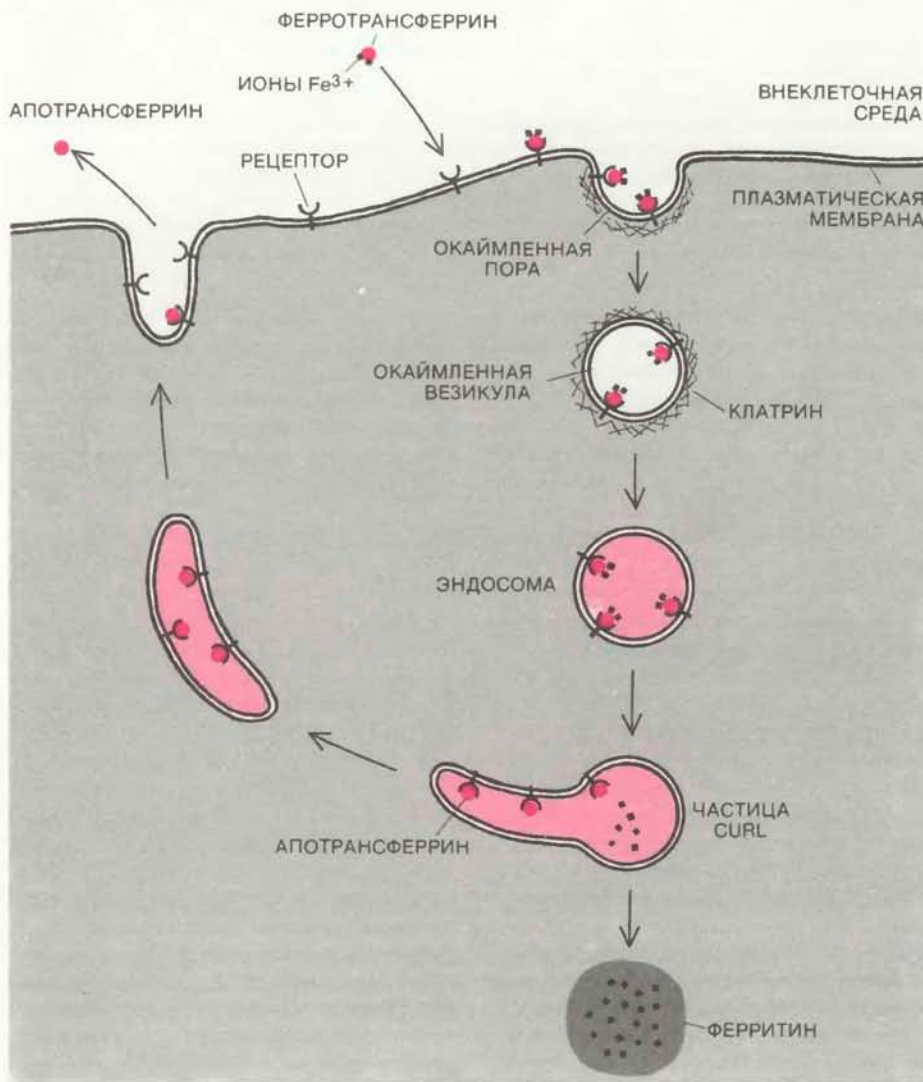 ФЕРРОТРАНСФЕРРИН
ИОНЫ Fe3+
АПОТРАНСФЕРРИН
ВНЕКЛЕТОЧНАЯ
СРЕДА
РЕЦЕПТОР
ПЛАЗМАТИЧЕСКАЯ
МЕМБРАНА
ОКАЙМЛЕННАЯ
ПОРА
ОКАЙМЛЕННАЯ
ВЕЗИКУЛА
КЛАТРИН
ЭНДОСОМА
ЧАСТИЦА
CURL
АПОТРАНСФЕРРИН
ФЕРРИТИН